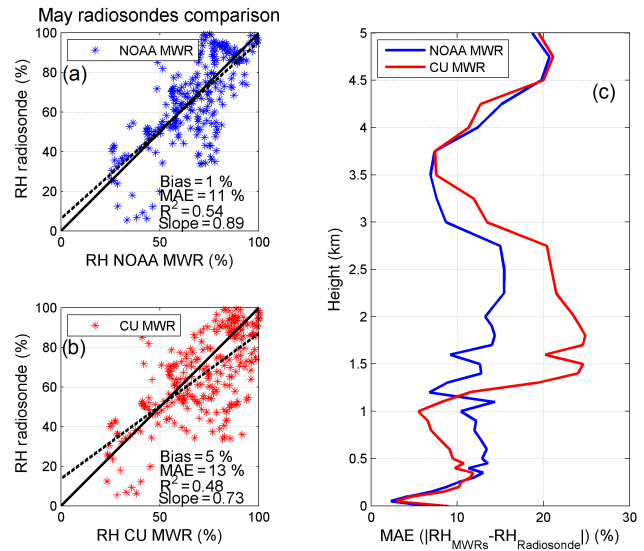 May radiosondes comparison
100
80
60
40
20
0
RH radiosonde (%)
NOAA MWR
(a)
Bias = 1 %
MAE = 11 %
R2 = 0.54
Slope = 0.89
0
50
100
RH NOAA MWR (%)
100
80
60
40
20
0
RH radiosonde (%)
CU MWR
(b)
Bias = 5 %
MAE = 13 %
R2 = 0.48
Slope = 0.73
0
50
100
RH CU MWR (%)
5
4.5
4
3.5
3
2.5
2
1.5
1
0.5
0
Height (km)
NOAA MWR
CU MWR
(c)
0
10
20
30
MAE (|RHMWRs-RHRadiosonde|) (%)